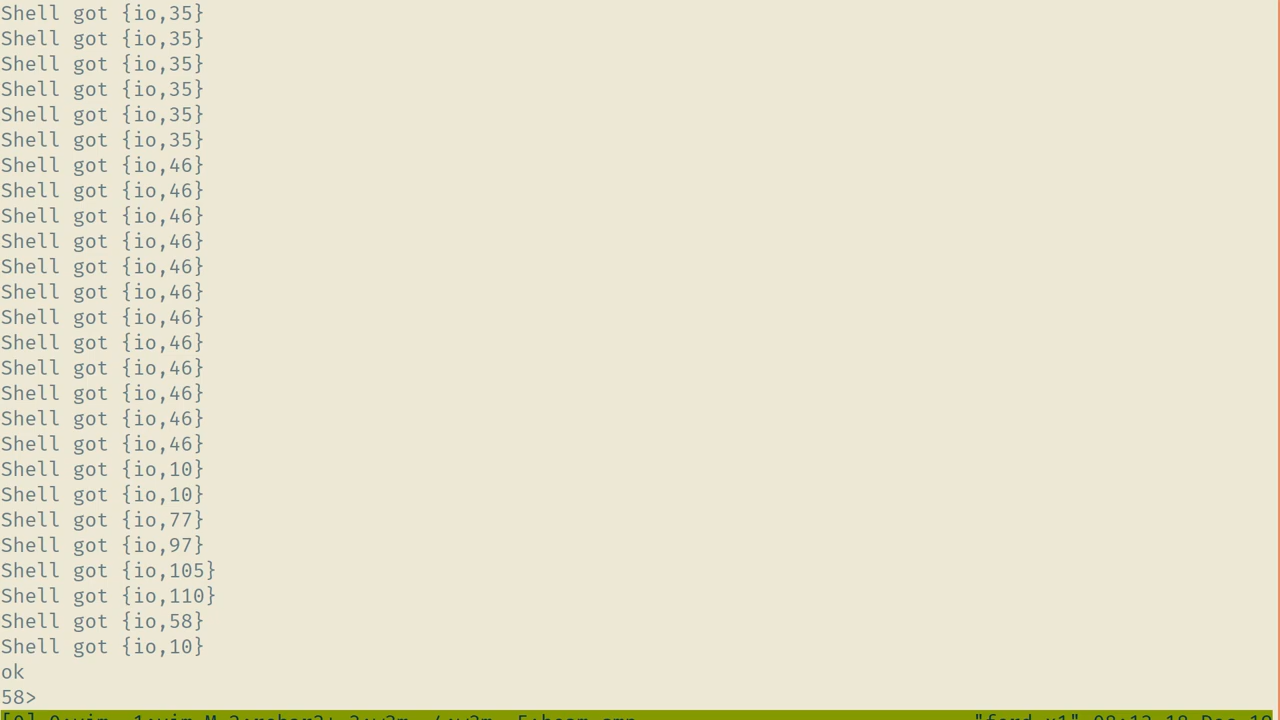 Shell got {io,35}
Shell got {io,35}
Shell got {io,35}
Shell got {io,35}
Shell got {io,35}
Shell got {io,35}
Shell got {io,46}
Shell got {io,46}
Shell got {io,46}
Shell got {io,46}
Shell got {io,46}
Shell got {io,46}
Shell got {io,46}
Shell got {io,46}
Shell got {io,46}
Shell got {io,46}
Shell got {io,46}
Shell got {io,46}
Shell got {io,10}
Shell got {io,10}
Shell got {io,77}
Shell got {io,97}
Shell got {io,105}
Shell got {io,110}
Shell got {io,58}
Shell got {io,10}
ok
58>